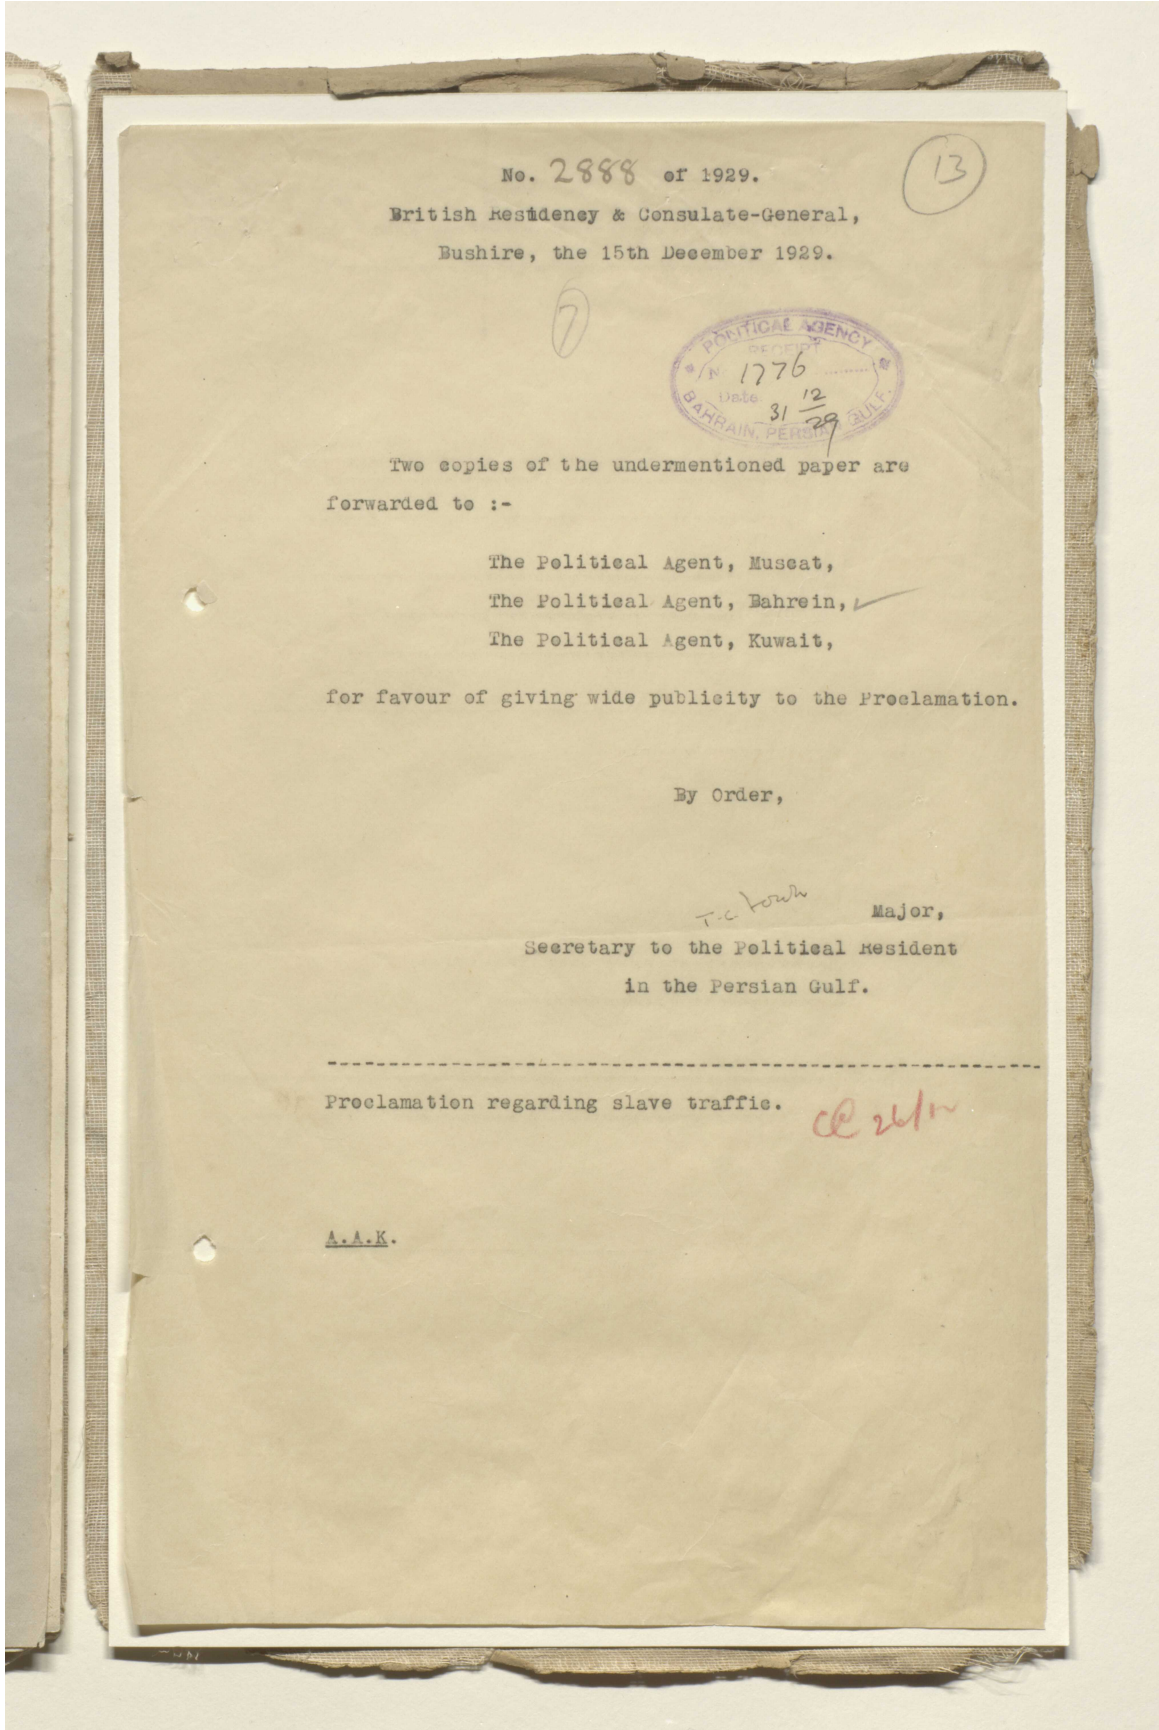 13
No. 2888 of 1929.
British Residency & Consulate-General,
Bushire, the 15th December 1929.
7
POLITICAL AGENCY
RECEIPT
No 1776
Date 31 12/29
BAHRAIN, PERSIAN GULF.
Two copies of the undermentioned paper are
forwarded to :-
The Political Agent, Muscat,
The Political Agent, Bahrein, ✓
The Political Agent, Kuwait,
for favour of giving wide publicity to the Proclamation.
By Order,
T.C. Major,
Secretary to the Political Resident
in the Persian Gulf.
-----------------------------------------------------------
Proclamation regarding slave traffic.
26/12
A.A.K.